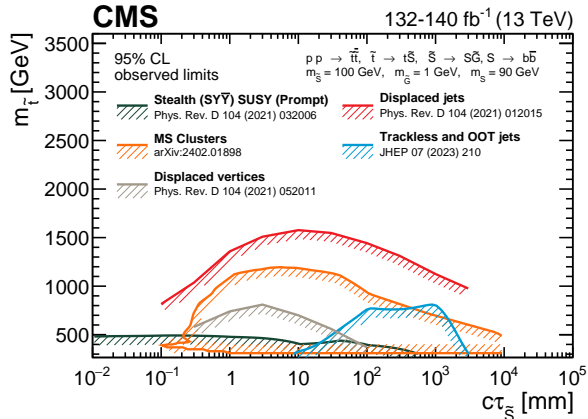 CMS 132-140 fb⁻¹ (13 TeV)
95% CL
observed limits
p p → t̃t̃̄, t̃ → tS̃, S̃ → SG̃, S → bb̄
m_S̃ = 100 GeV, m_G̃ = 1 GeV, m_S = 90 GeV
Stealth (SYȲ) SUSY (Prompt)
Phys. Rev. D 104 (2021) 032006
Displaced jets
Phys. Rev. D 104 (2021) 012015
MS Clusters
arXiv:2402.01898
Trackless and OOT jets
JHEP 07 (2023) 210
Displaced vertices
Phys. Rev. D 104 (2021) 052011
m_t̃ [GeV]
3500
3000
2500
2000
1500
1000
500
10⁻² 10⁻¹ 1 10 10² 10³ 10⁴ 10⁵
cτ_S̃ [mm]